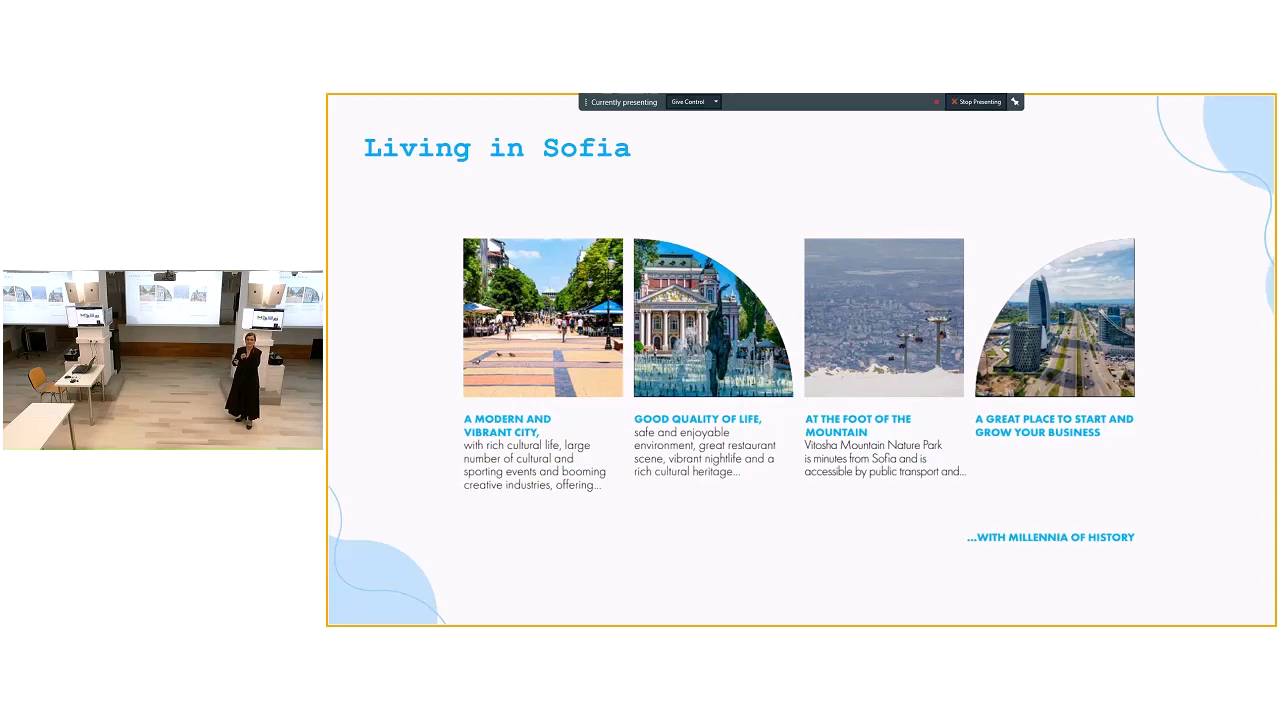 Currently presenting
Give Control
Stop Presenting
Living in Sofia
A MODERN AND
VIBRANT CITY,
with rich cultural life, large
number of cultural and
sporting events and booming
creative industries, offering...
GOOD QUALITY OF LIFE,
safe and enjoyable
environment, great restaurant
scene, vibrant nightlife and a
rich cultural heritage...
AT THE FOOT OF THE
MOUNTAIN
Vitosha Mountain Nature Park
is minutes from Sofia and is
accessible by public transport and...
A GREAT PLACE TO START AND
GROW YOUR BUSINESS
...WITH MILLENNIA OF HISTORY